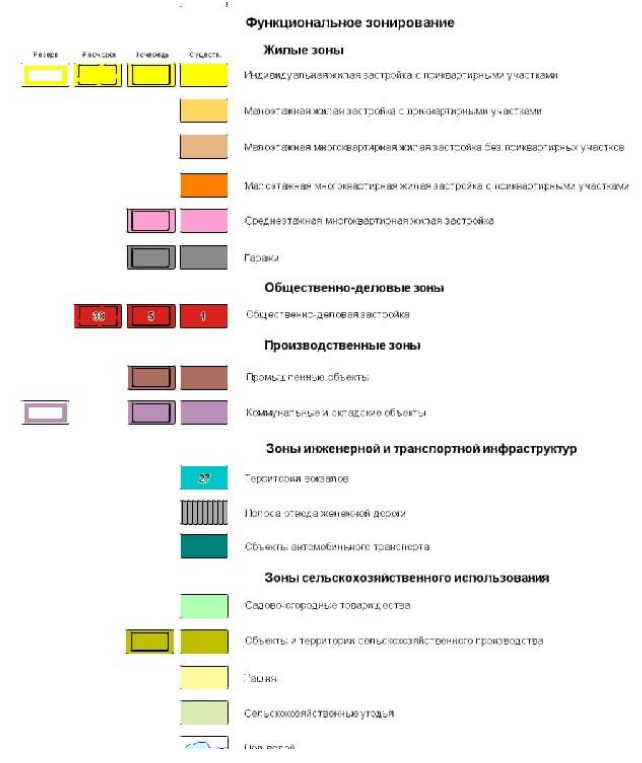 Функциональное зонирование
Жилые зоны
Резерв Расч.срок 1очередь Существ.
Индивидуальная жилая застройка с приквартирными участками
Малоэтажная жилая застройка с приквартирными участками
Малоэтажная многоквартирная жилая застройка без приквартирных участков
Малоэтажная многоквартирная жилая застройка с приквартирными участками
Среднеэтажная многоквартирная жилая застройка
Гаражи
Общественно-деловые зоны
30 5 1 Общественно-деловая застройка
Производственные зоны
Промышленные объекты
Коммунальные и складские объекты
Зоны инженерной и транспортной инфраструктур
27 Территории вокзалов
Полоса отвода железной дороги
Объекты автомобильного транспорта
Зоны сельскохозяйственного использования
Садово-огородные товарищества
Объекты и территории сельскохозяйственного производства
Пашня
Сельскохозяйственные угодья